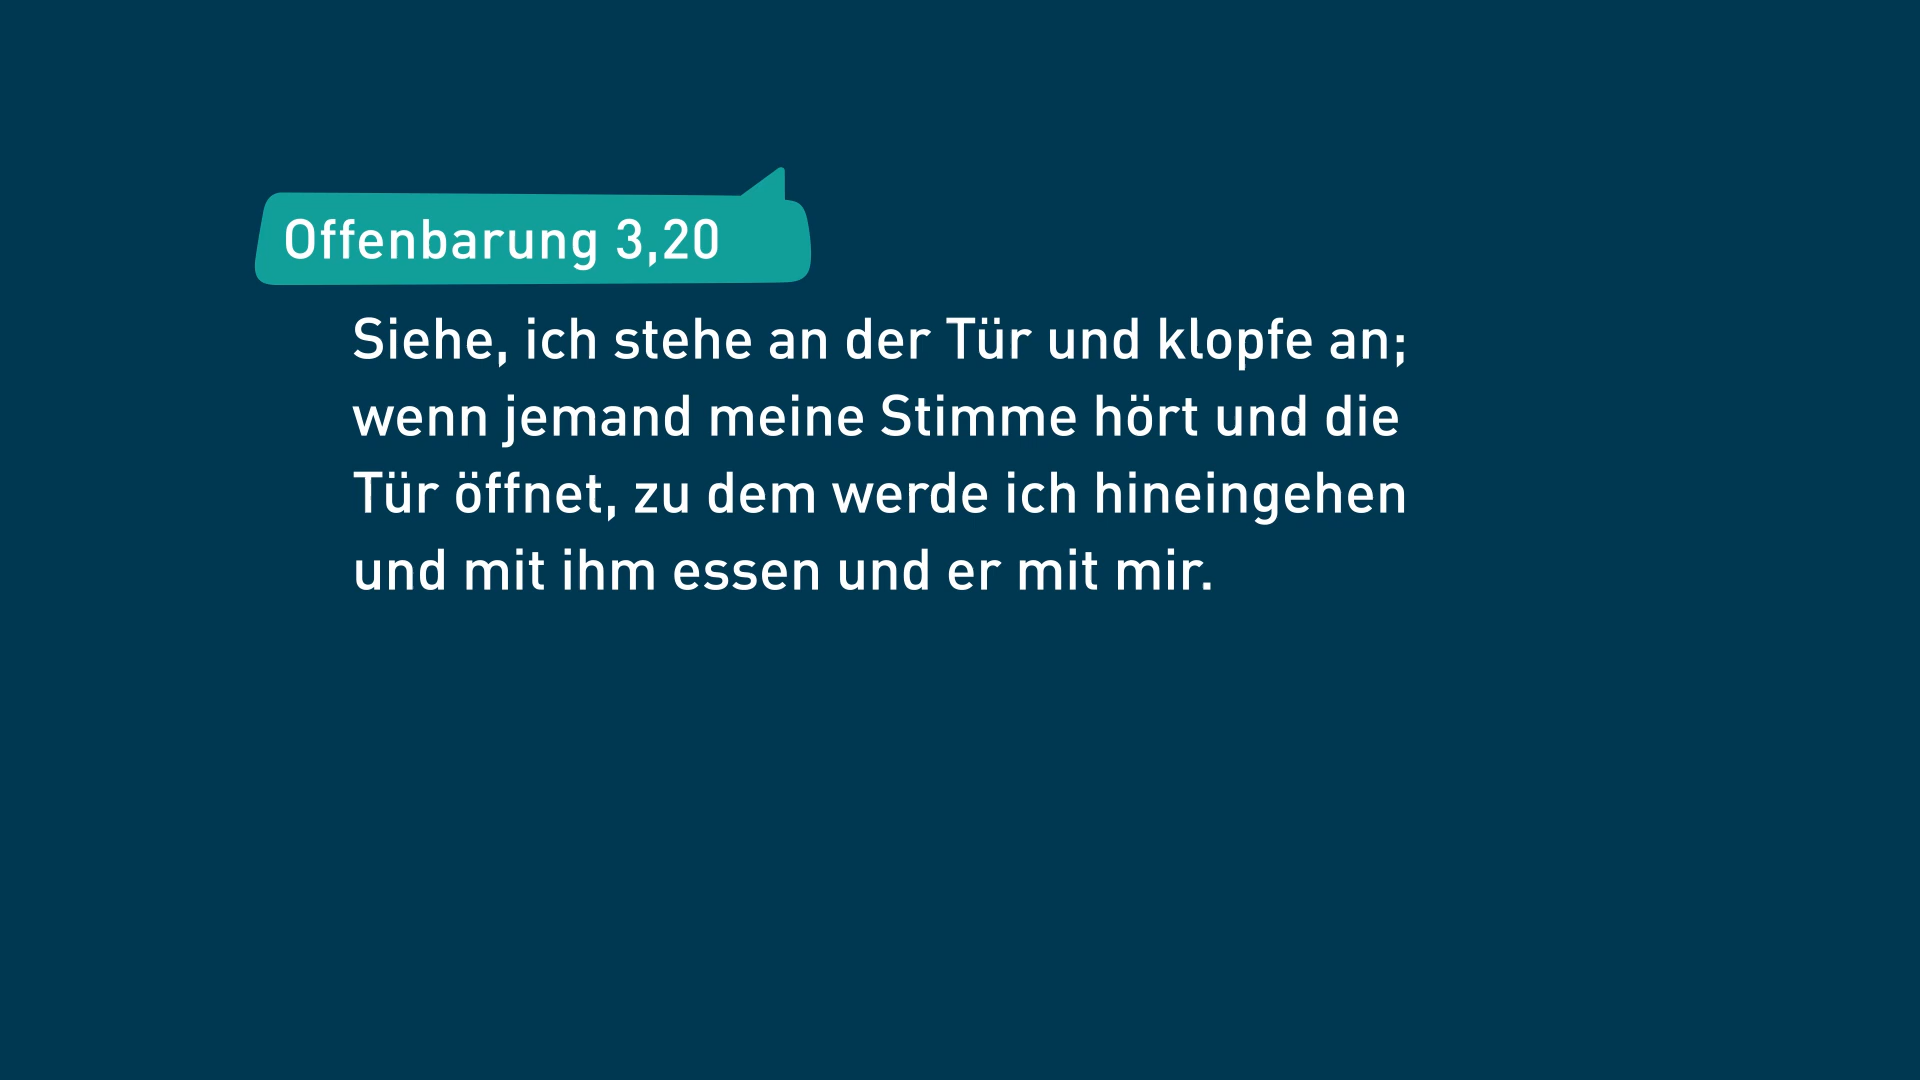 Offenbarung 3,20
Siehe, ich stehe an der Tür und klopfe an;
wenn jemand meine Stimme hört und die
Tür öffnet, zu dem werde ich hineingehen
und mit ihm essen und er mit mir.